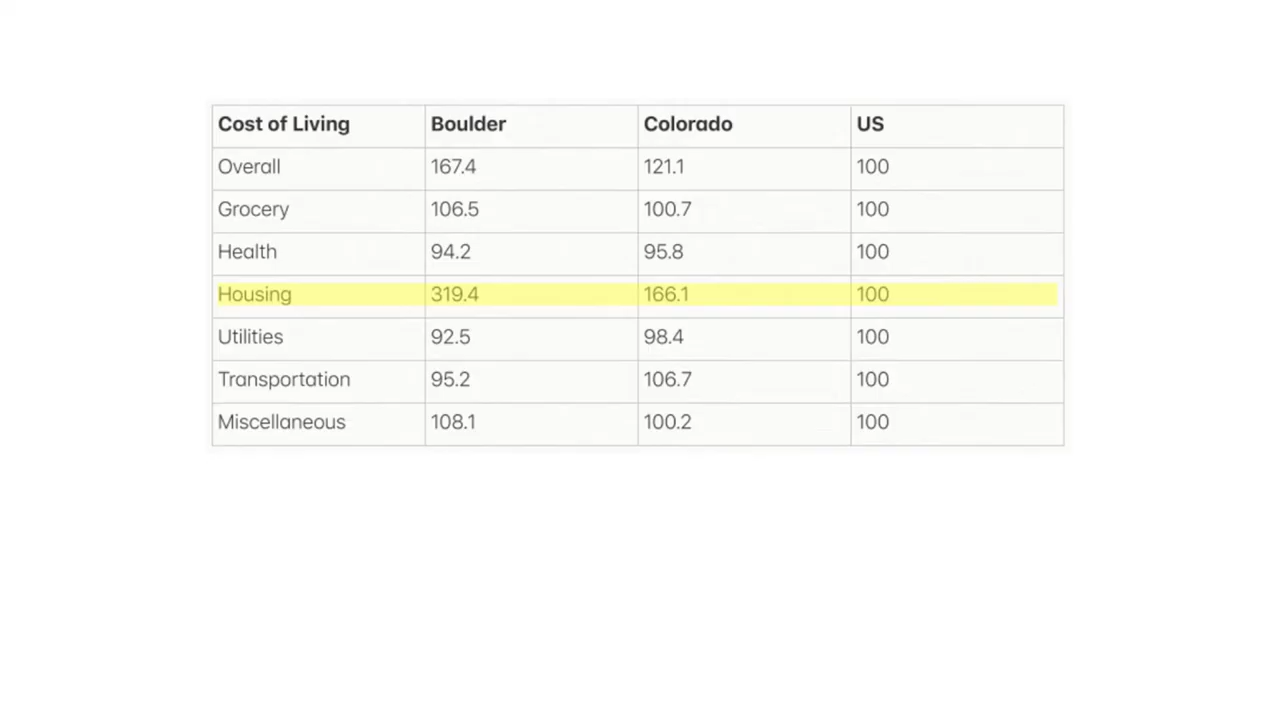 Cost of Living Boulder Colorado US
Overall 167.4 121.1 100
Grocery 106.5 100.7 100
Health 94.2 95.8 100
Housing 319.4 166.1 100
Utilities 92.5 98.4 100
Transportation 95.2 106.7 100
Miscellaneous 108.1 100.2 100